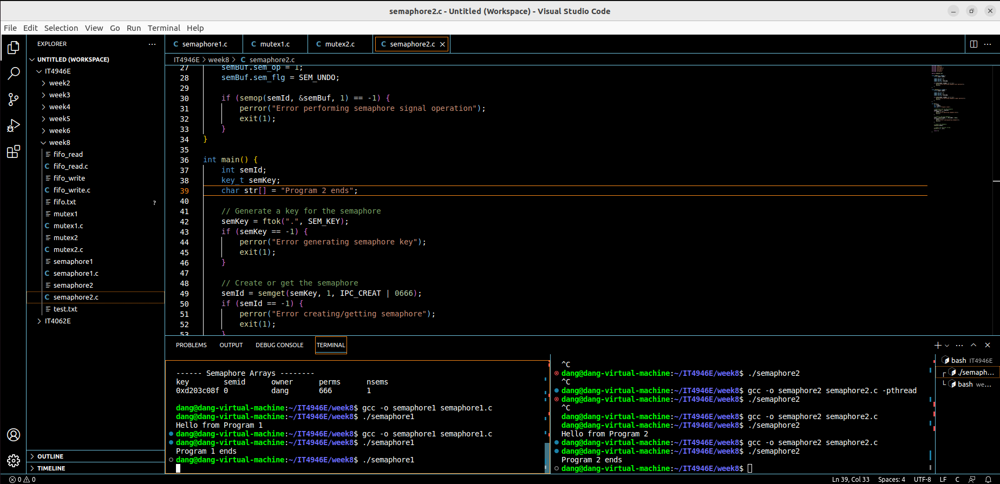 semaphore2.c - Untitled (Workspace) - Visual Studio Code
File Edit Selection View Go Run Terminal Help
EXPLORER
UNTITLED (WORKSPACE)
IT4946E
week2
week3
week4
week5
week6
week8
fifo_read
C fifo_read.c
fifo_write
C fifo_write.c
fifo.txt ?
mutex1
C mutex1.c
mutex2
C mutex2.c
semaphore1
C semaphore1.c
semaphore2
C semaphore2.c
test.txt
IT4062E
OUTLINE
TIMELINE
C semaphore1.c C mutex1.c C mutex2.c C semaphore2.c
IT4946E > week8 > C semaphore2.c
27 semBuf.sem_op = 1;
28 semBuf.sem_flg = SEM_UNDO;
29
30 if (semop(semId, &semBuf, 1) == -1) {
31 perror("Error performing semaphore signal operation");
32 exit(1);
33 }
34 }
35
36 int main() {
37 int semId;
38 key_t semKey;
39 char str[] = "Program 2 ends";
40
41 // Generate a key for the semaphore
42 semKey = ftok(".", SEM_KEY);
43 if (semKey == -1) {
44 perror("Error generating semaphore key");
45 exit(1);
46 }
47
48 // Create or get the semaphore
49 semId = semget(semKey, 1, IPC_CREAT | 0666);
50 if (semId == -1) {
51 perror("Error creating/getting semaphore");
52 exit(1);
53 }
PROBLEMS OUTPUT DEBUG CONSOLE TERMINAL
------ Semaphore Arrays --------
key semid owner perms nsems
0xd203c08f 0 dang 666 1
dang@dang-virtual-machine:~/IT4946E/week8$ gcc -o semaphore1 semaphore1.c
dang@dang-virtual-machine:~/IT4946E/week8$ ./semaphore1
Hello from Program 1
dang@dang-virtual-machine:~/IT4946E/week8$ gcc -o semaphore1 semaphore1.c
dang@dang-virtual-machine:~/IT4946E/week8$ ./semaphore1
Program 1 ends
dang@dang-virtual-machine:~/IT4946E/week8$ ./semaphore1
^C
dang@dang-virtual-machine:~/IT4946E/week8$ ./semaphore2
^C
dang@dang-virtual-machine:~/IT4946E/week8$ gcc -o semaphore2 semaphore2.c -pthread
dang@dang-virtual-machine:~/IT4946E/week8$ ./semaphore2
^C
dang@dang-virtual-machine:~/IT4946E/week8$ gcc -o semaphore2 semaphore2.c
dang@dang-virtual-machine:~/IT4946E/week8$ ./semaphore2
Hello from Program 2
dang@dang-virtual-machine:~/IT4946E/week8$ gcc -o semaphore2 semaphore2.c
dang@dang-virtual-machine:~/IT4946E/week8$ ./semaphore2
Program 2 ends
dang@dang-virtual-machine:~/IT4946E/week8$
bash IT4946E
./semaph...
bash we...
0 0 Ln 39, Col 33 Spaces: 4 UTF-8 LF C